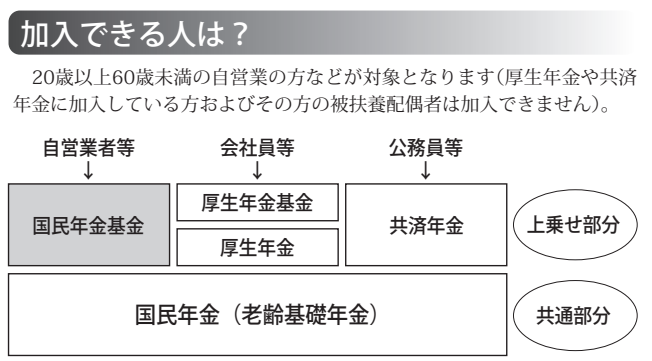 加入できる人は？
20歳以上60歳未満の自営業の方などが対象となります（厚生年金や共済
年金に加入している方およびその方の被扶養配偶者は加入できません）。
自営業者等
会社員等
公務員等
↓
↓
↓
国民年金基金
厚生年金基金
厚生年金
共済年金
上乗せ部分
国民年金（老齢基礎年金）
共通部分